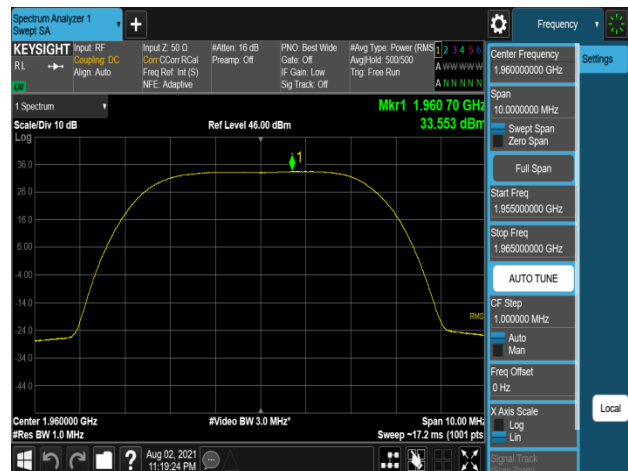 Spectrum Analyzer 1
Swept SA
+
Frequency
KEYSIGHT
RL
LXI
Input: RF
Coupling: DC
Align: Auto
Input Z: 50 Ω
Corr CCorr RCal
Freq Ref: Int (S)
NFE: Adaptive
#Atten: 16 dB
Preamp: Off
PNO: Best Wide
Gate: Off
IF Gain: Low
Sig Track: Off
#Avg Type: Power (RMS
Avg|Hold: 500/500
Trig: Free Run
1 2 3 4 5 6
A W W W W W
A N N N N N
1 Spectrum
Scale/Div 10 dB
Log
Ref Level 46.00 dBm
Mkr1 1.960 70 GHz
33.553 dBm
1
36.0
16.0
6.00
-4.00
-14.0
-24.0
-34.0
-44.0
RMS
Center 1.960000 GHz
#Res BW 1.0 MHz
#Video BW 3.0 MHz*
Span 10.00 MHz
Sweep ~17.2 ms (1001 pts
Aug 02, 2021
11:19:24 PM
?
Center Frequency
1.960000000 GHz
Span
10.0000000 MHz
Swept Span
Zero Span
Full Span
Start Freq
1.955000000 GHz
Stop Freq
1.965000000 GHz
AUTO TUNE
CF Step
1.000000 MHz
Auto
Man
Freq Offset
0 Hz
X Axis Scale
Log
Lin
Signal Track
Settings
Local